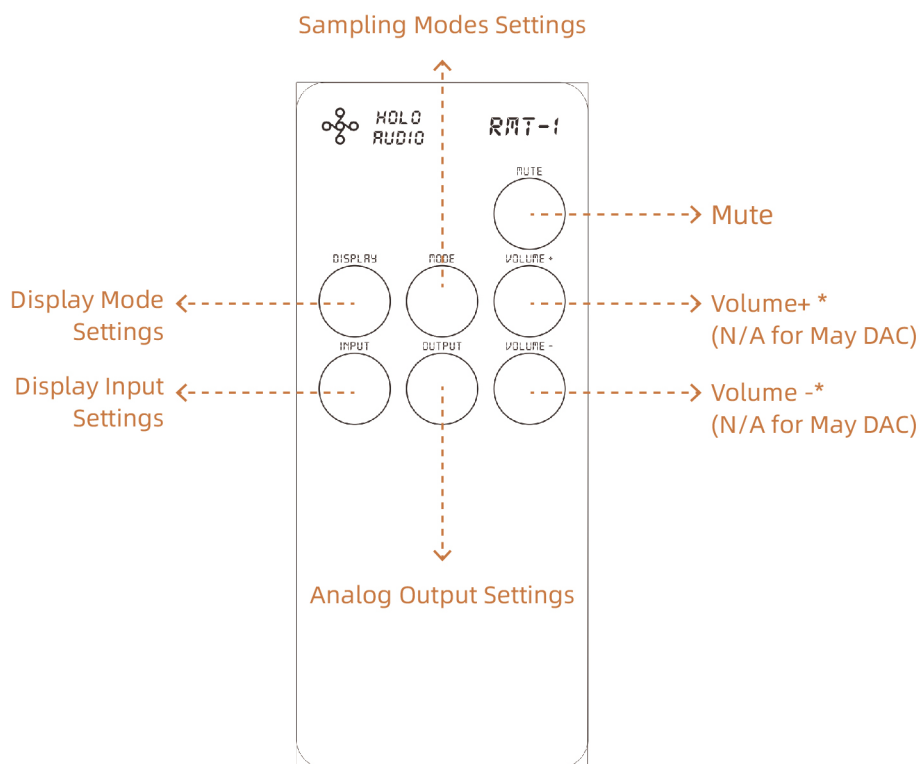 Sampling Modes Settings
HOLO
AUDIO
RMT-1
MUTE
Mute
DISPLAY
MODE
VOLUME +
Display Mode
Settings
Volume+ *
(N/A for May DAC)
INPUT
OUTPUT
VOLUME -
Display Input
Settings
Volume -*
(N/A for May DAC)
Analog Output Settings